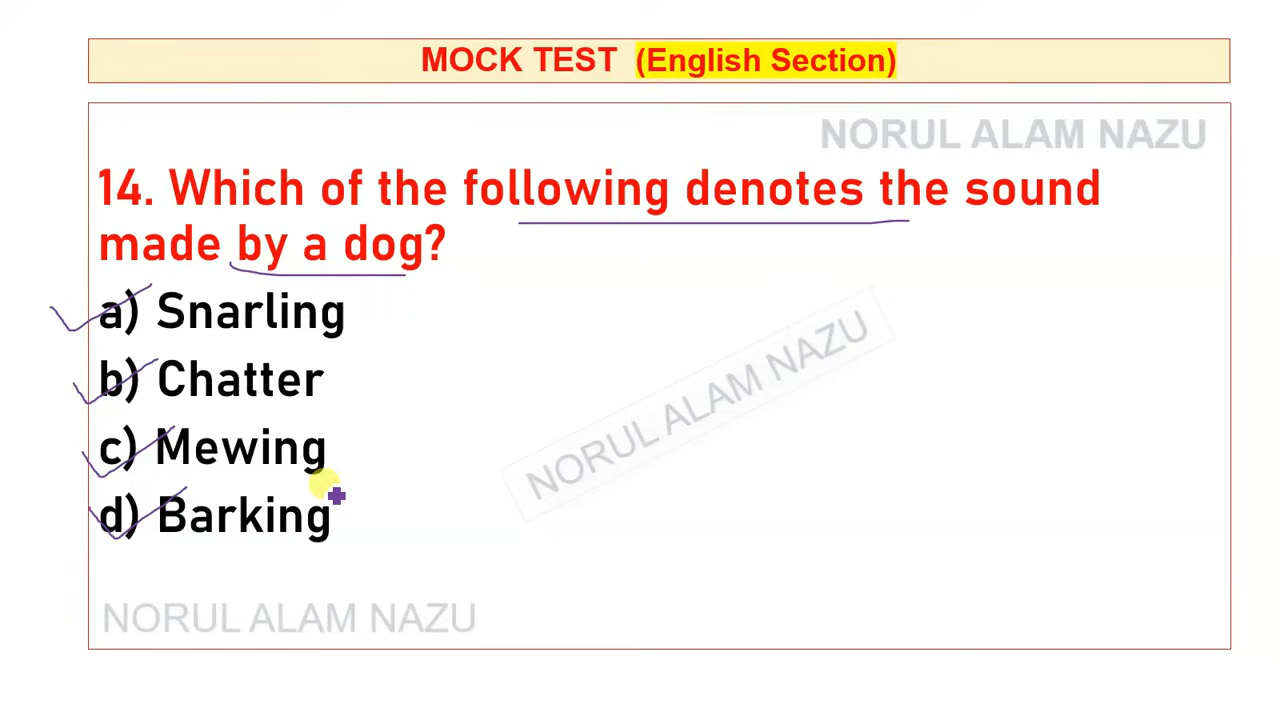 MOCK TEST (English Section)
NORUL ALAM NAZU
14. Which of the following denotes the sound
made by a dog?
a) Snarling
b) Chatter
c) Mewing
d) Barking
NORUL ALAM NAZU
NORUL ALAM NAZU